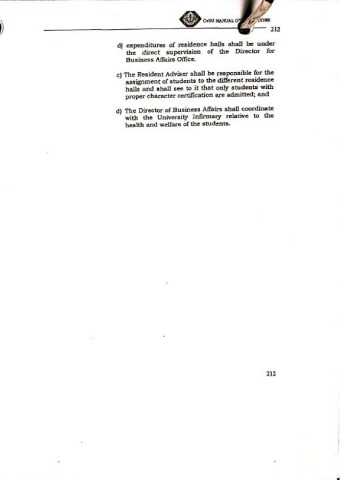 CvSU MANUAL OF
212
d) expenditures of residence halls shall be under
the direct supervision of the Director for
Business Affairs Office.
c) The Resident Adviser shall be responsible for the
assignment of students to the different residence
halls and shall see to it that only students with
proper character certification are admitted; and
d) The Director of Business Affairs shall coordinate
with the University Infirmary relative to the
health and welfare of the students.
212